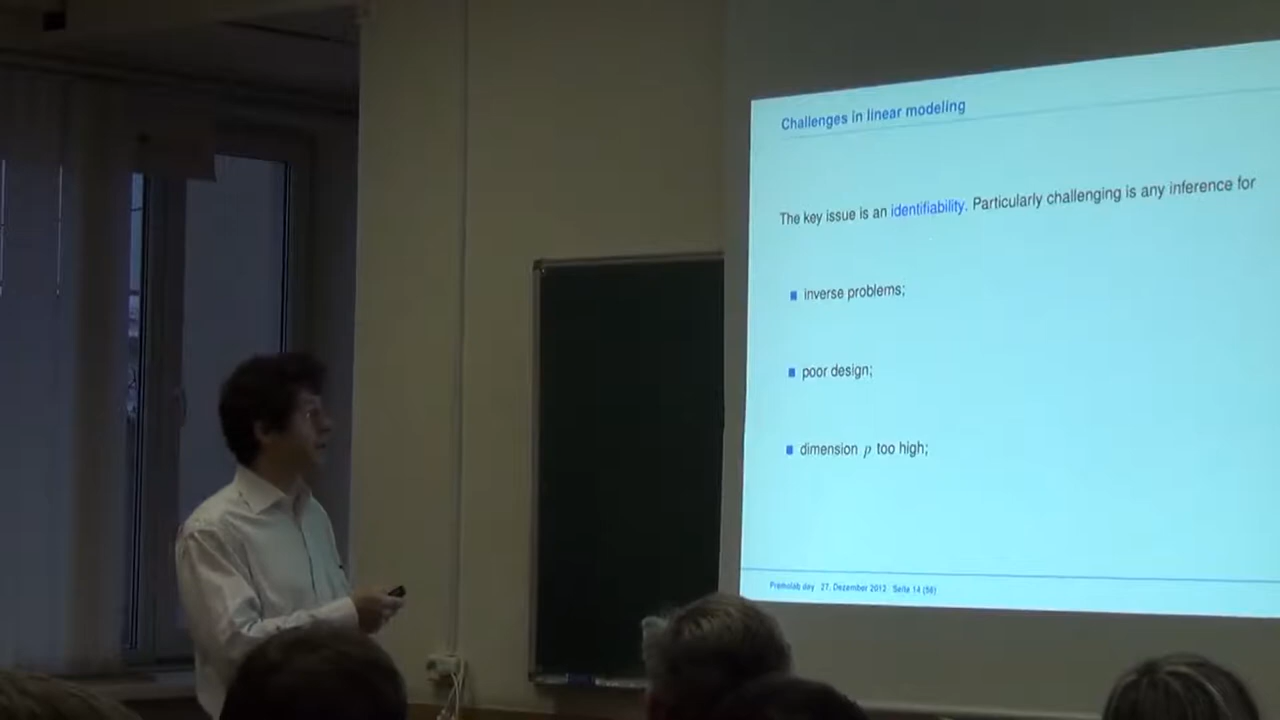 Challenges in linear modeling
The key issue is an identifiability. Particularly challenging is any inference for
inverse problems;
poor design;
dimension p too high;
Premolab day 27. Dezember 2012 Seite 14 (56)